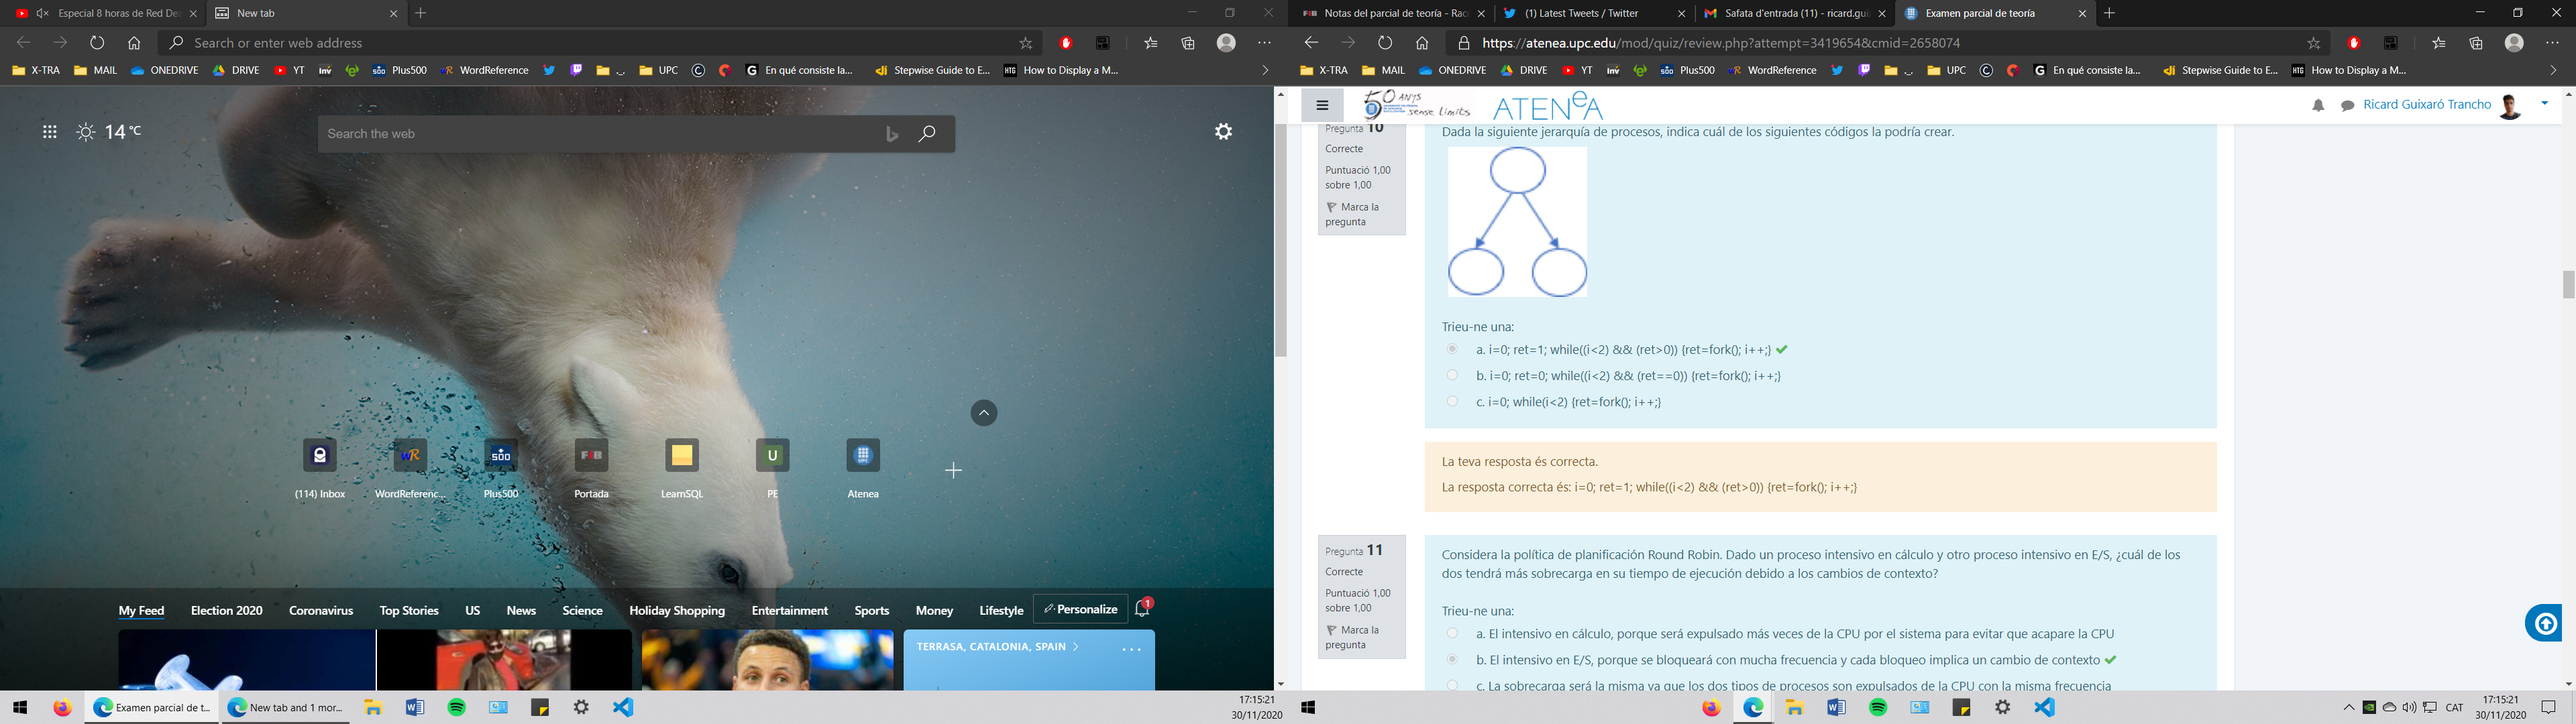 Especial 8 horas de Red De
New tab
Search or enter web address
X-TRA
MAIL
ONEDRIVE
DRIVE
YT
Plus500
WordReference
UPC
En qué consiste la...
Stepwise Guide to E...
How to Display a M...
14 °C
Search the web
(114) Inbox
WordReferenc...
Plus500
Portada
LearnSQL
PE
Atenea
My Feed
Election 2020
Coronavirus
Top Stories
US
News
Science
Holiday Shopping
Entertainment
Sports
Money
Lifestyle
Personalize
1
TERRASA, CATALONIA, SPAIN
Examen parcial de t...
New tab and 1 mor...
17:15:21
30/11/2020
Notas del parcial de teoría - Rac
(1) Latest Tweets / Twitter
Safata d'entrada (11) - ricard.gui
Examen parcial de teoría
https://atenea.upc.edu/mod/quiz/review.php?attempt=3419654&cmid=2658074
X-TRA
MAIL
ONEDRIVE
DRIVE
YT
Plus500
WordReference
UPC
En qué consiste la...
Stepwise Guide to E...
How to Display a M...
50 ANYS
sense límits
ATENEA
Ricard Guixaró Trancho
Pregunta 10
Correcte
Puntuació 1,00
sobre 1,00
Marca la
pregunta
Dada la siguiente jerarquía de procesos, indica cuál de los siguientes códigos la podría crear.
Trieu-ne una:
a. i=0; ret=1; while((i<2) && (ret>0)) {ret=fork(); i++;}
b. i=0; ret=0; while((i<2) && (ret==0)) {ret=fork(); i++;}
c. i=0; while(i<2) {ret=fork(); i++;}
La teva resposta és correcta.
La resposta correcta és: i=0; ret=1; while((i<2) && (ret>0)) {ret=fork(); i++;}
Pregunta 11
Correcte
Puntuació 1,00
sobre 1,00
Marca la
pregunta
Considera la política de planificación Round Robin. Dado un proceso intensivo en cálculo y otro proceso intensivo en E/S, ¿cuál de los
dos tendrá más sobrecarga en su tiempo de ejecución debido a los cambios de contexto?
Trieu-ne una:
a. El intensivo en cálculo, porque será expulsado más veces de la CPU por el sistema para evitar que acapare la CPU
b. El intensivo en E/S, porque se bloqueará con mucha frecuencia y cada bloqueo implica un cambio de contexto
c. La sobrecarga será la misma ya que los dos tipos de procesos son expulsados de la CPU con la misma frecuencia
CAT
17:15:21
30/11/2020